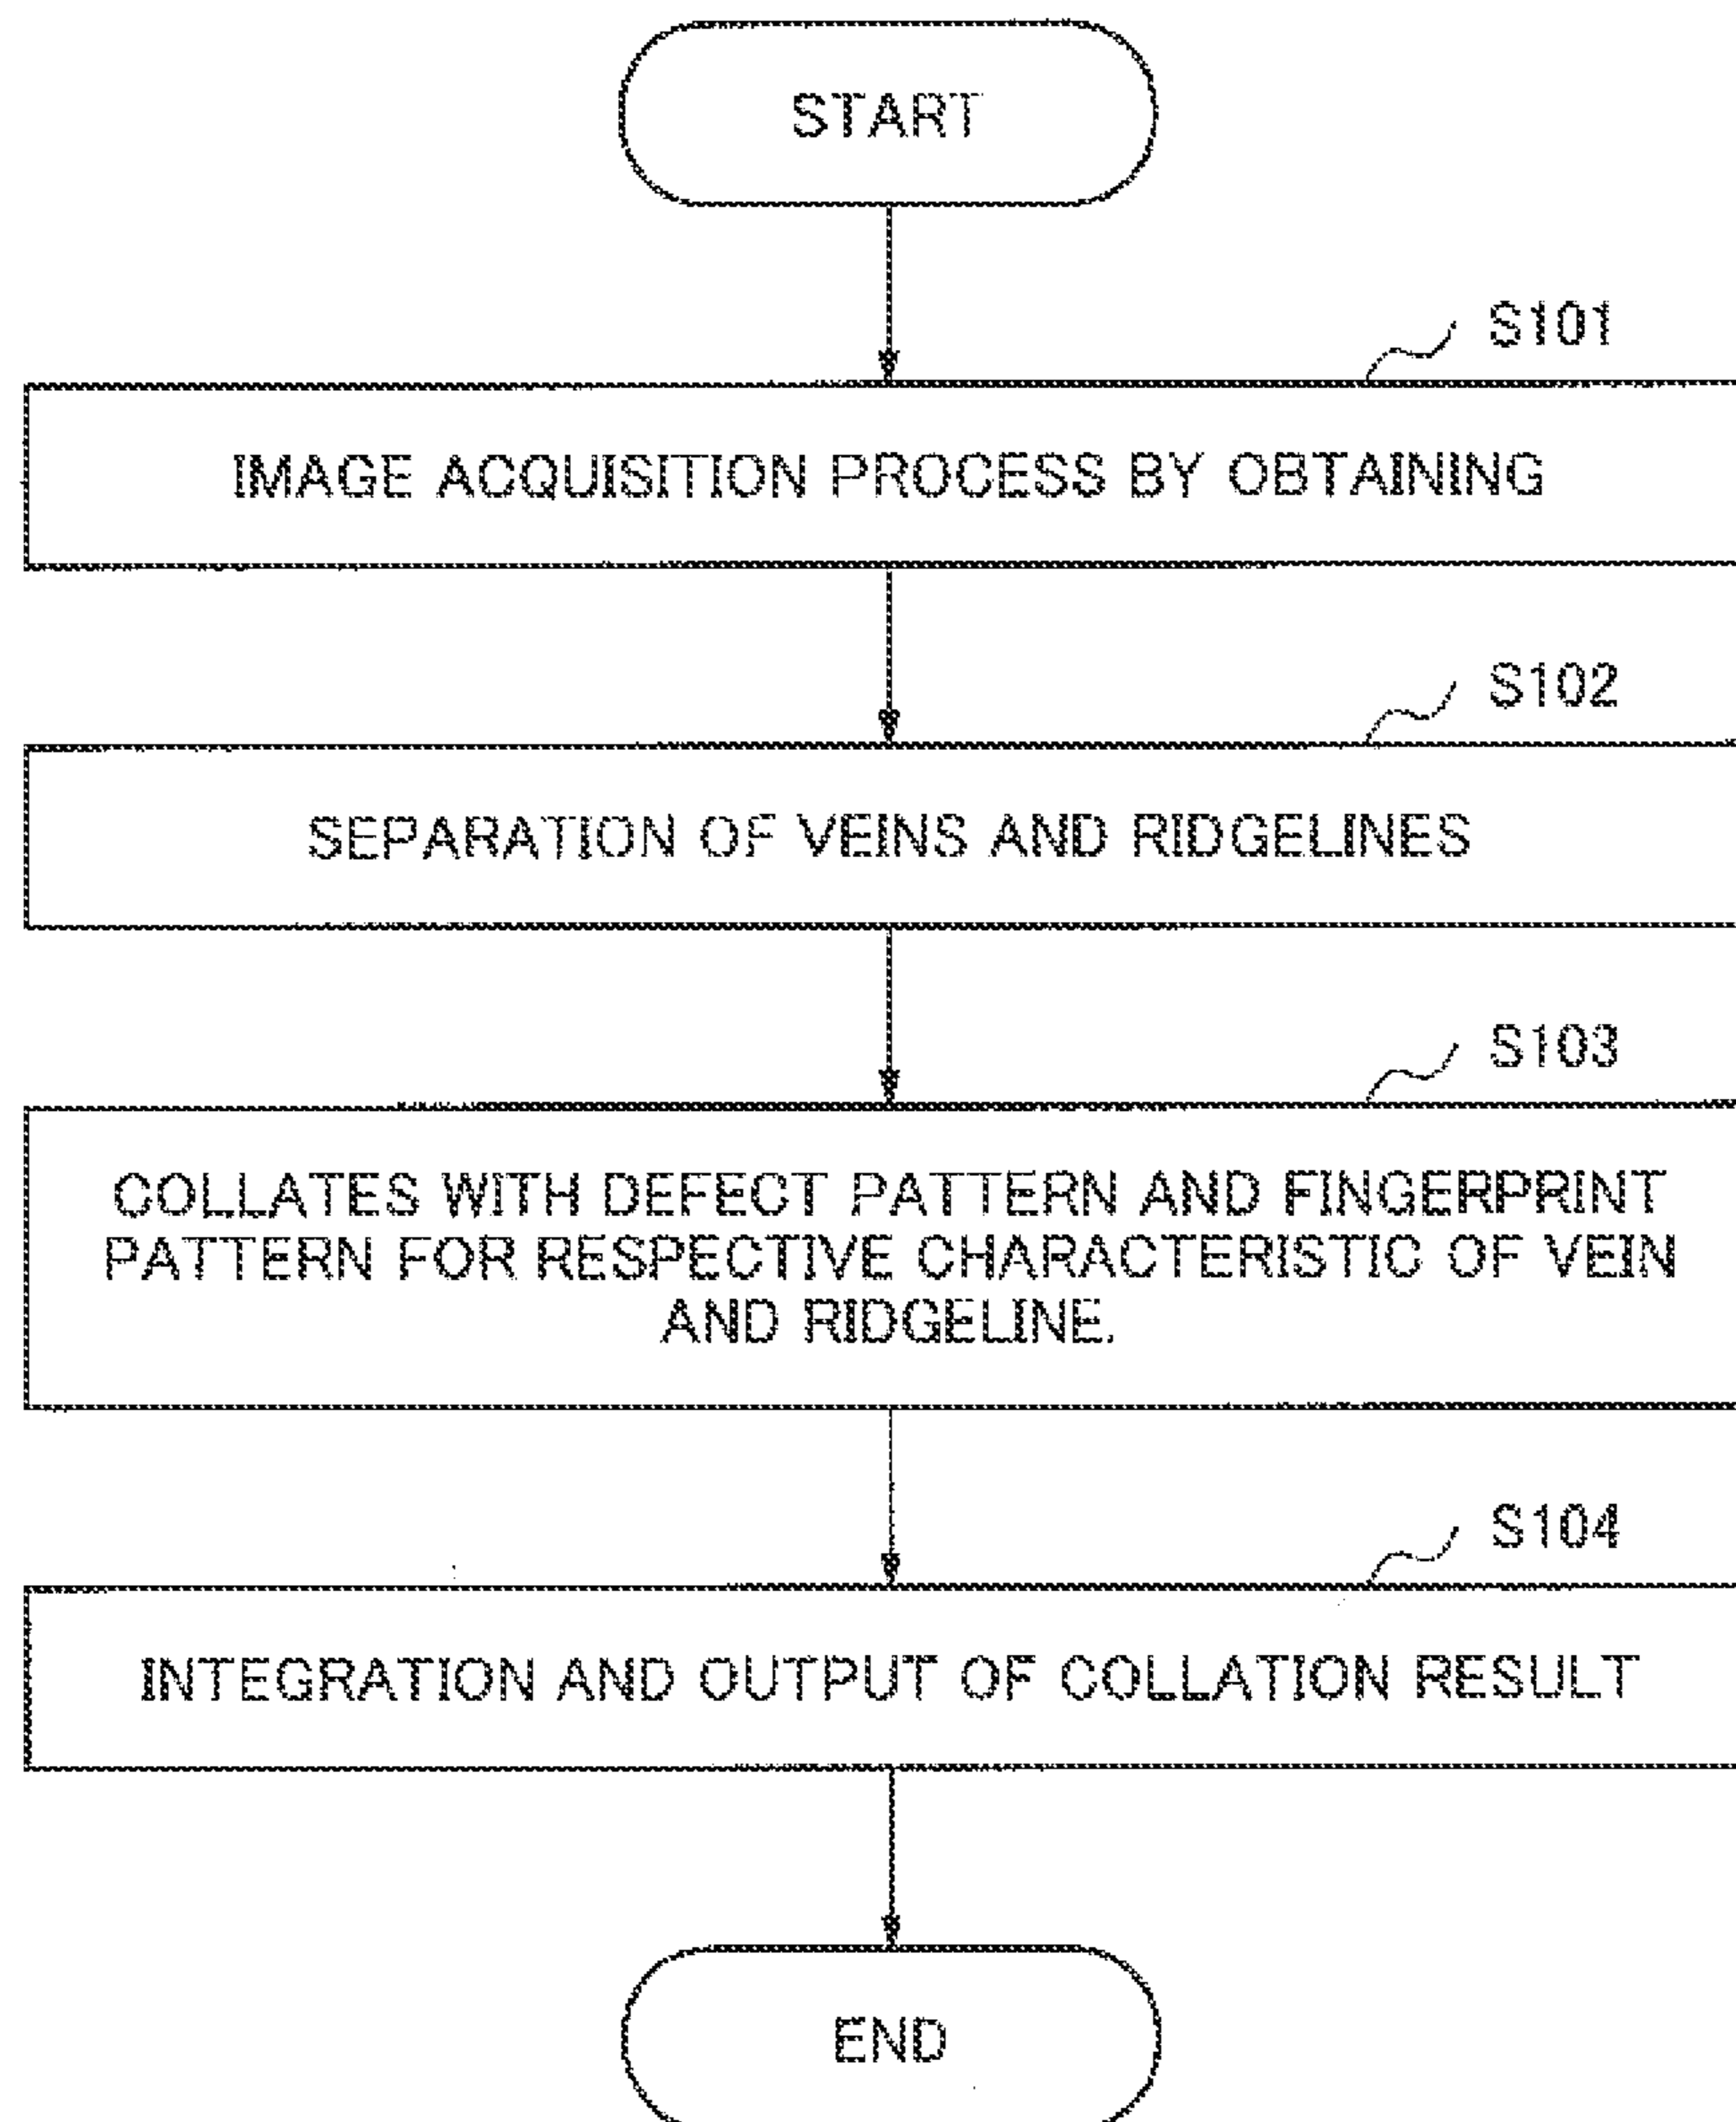 START
S101
IMAGE ACQUISITION PROCESS BY OBTAINING
S102
SEPARATION OF VEINS AND RIDGELINES
S103
COLLATES WITH DEFECT PATTERN AND FINGERPRINT
PATTERN FOR RESPECTIVE CHARACTERISTIC OF VEIN
AND RIDGELINE.
S104
INTEGRATION AND OUTPUT OF COLLATION RESULT
END